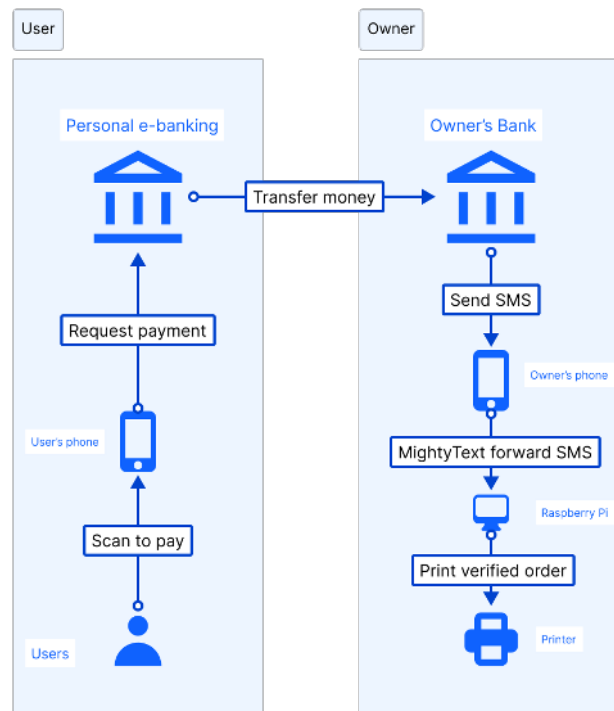 User
Owner
Personal e-banking
Owner's Bank
Transfer money
Send SMS
Request payment
Owner's phone
User's phone
MightyText forward SMS
Raspberry Pi
Scan to pay
Print verified order
Users
Printer